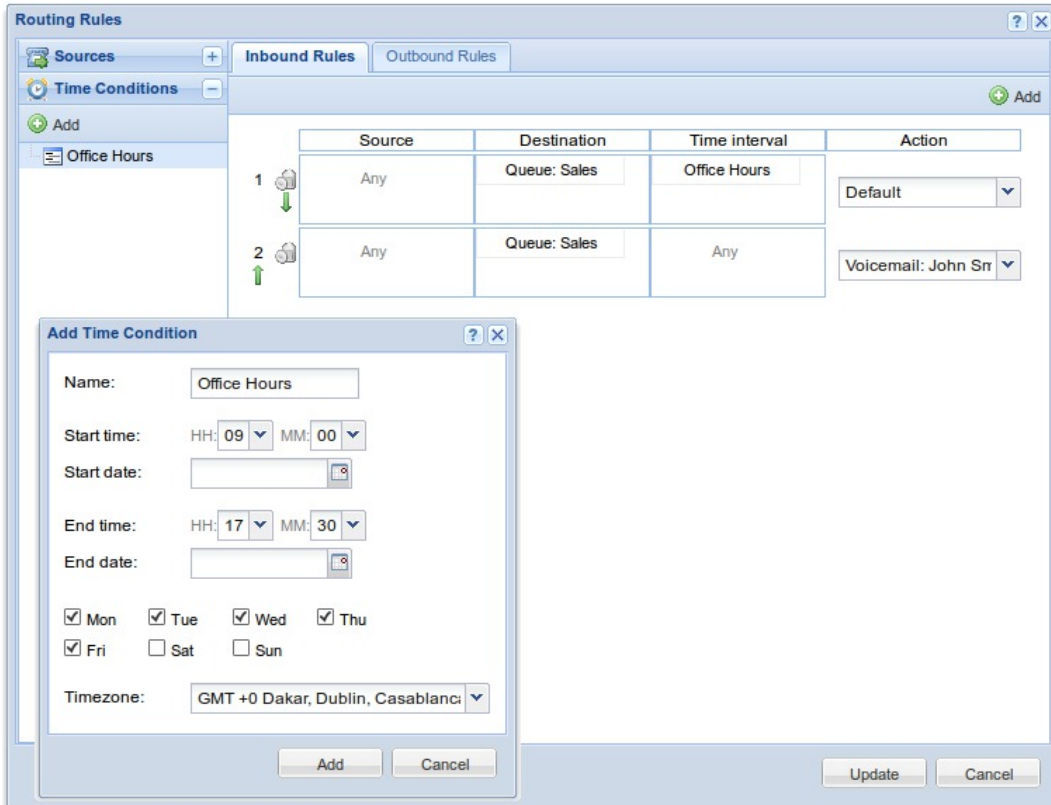 Routing Rules
Sources
Inbound Rules Outbound Rules
Time Conditions
Add
Add
Office Hours
Source Destination Time interval Action
1 Any Queue: Sales Office Hours Default
2 Any Queue: Sales Any Voicemail: John Sm
Add Time Condition
Name: Office Hours
Start time: HH: 09 MM: 00
Start date:
End time: HH: 17 MM: 30
End date:
Mon Tue Wed Thu
Fri Sat Sun
Timezone: GMT +0 Dakar, Dublin, Casablanca
Add Cancel
Update Cancel